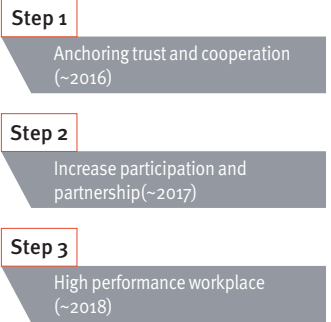 Step 1
Anchoring trust and cooperation
(~2016)
Step 2
Increase participation and
partnership(~2017)
Step 3
High performance workplace
(~2018)